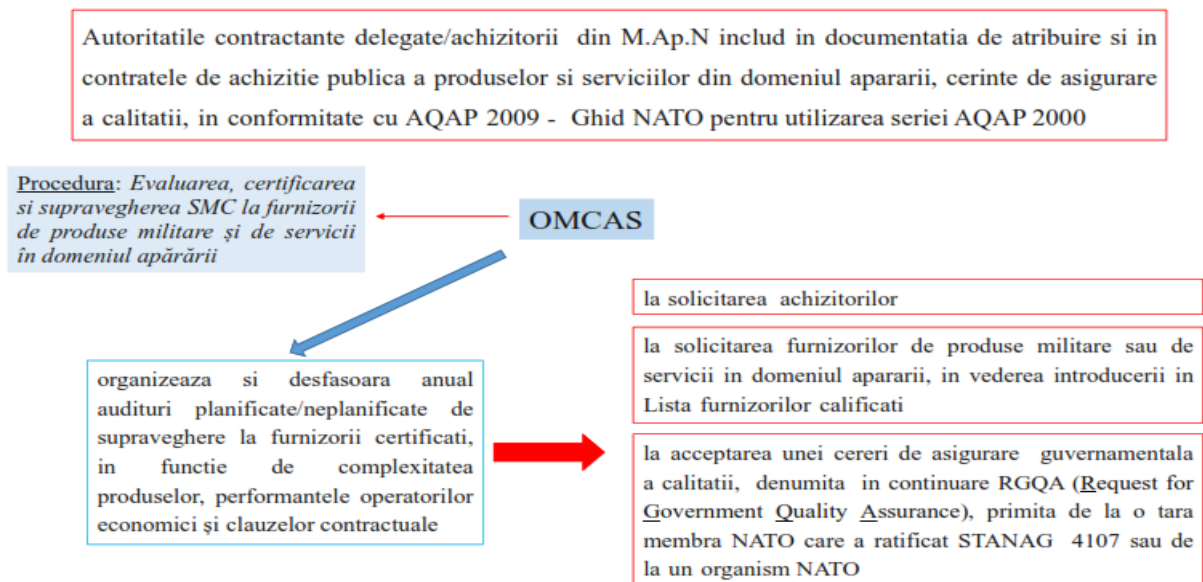 Autoritatile contractante delegate/achizitorii din M.Ap.N includ in documentatia de atribuire si in
contratele de achizitie publica a produselor si serviciilor din domeniul apararii, cerinte de asigurare
a calitatii, in conformitate cu AQAP 2009 - Ghid NATO pentru utilizarea seriei AQAP 2000
Procedura: Evaluarea, certificarea
si supravegherea SMC la furnizorii
de produse militare și de servicii
în domeniul apărării
OMCAS
organizeaza si desfasoara anual
audituri planificate/neplanificate de
supraveghere la furnizorii certificati,
in functie de complexitatea
produselor, performantele operatorilor
economici și clauzelor contractuale
la solicitarea achizitorilor
la solicitarea furnizorilor de produse militare sau de
servicii in domeniul apararii, in vederea introducerii in
Lista furnizorilor calificati
la acceptarea unei cereri de asigurare guvernamentala
a calitatii, denumita in continuare RGQA (Request for
Government Quality Assurance), primita de la o tara
membra NATO care a ratificat STANAG 4107 sau de
la un organism NATO